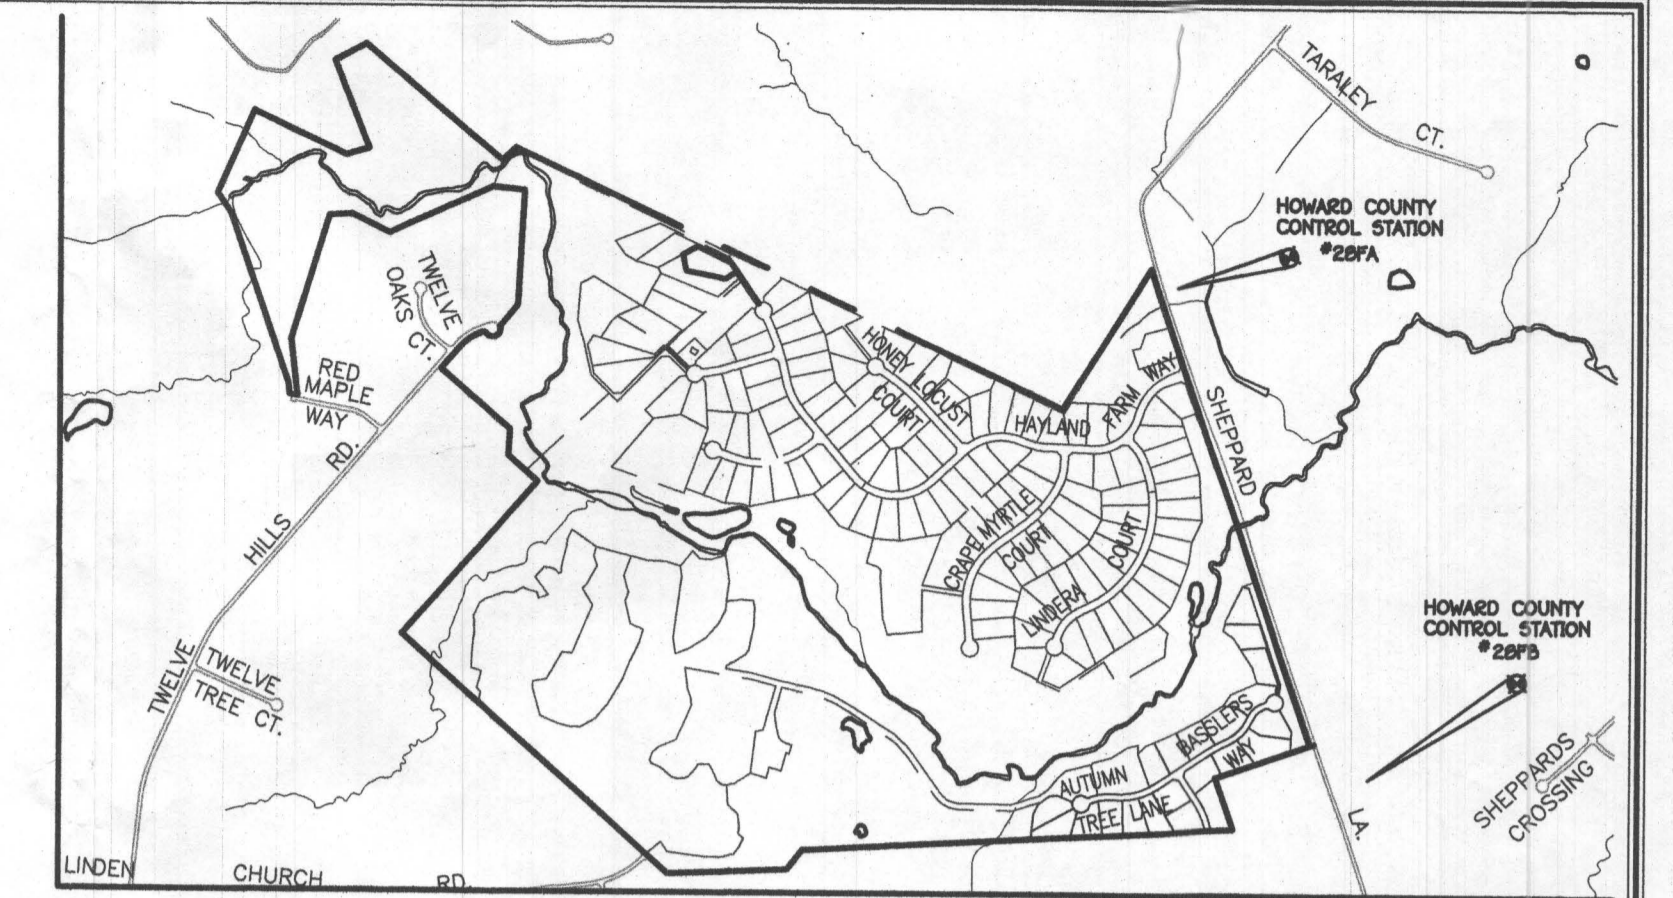 TARALEY
CT.
HOWARD COUNTY
CONTROL STATION
#28FA
TWELVE
OAKS CT.
RED
MAPLE
WAY
HONEY LOCUST
COURT
HAYLAND FARM WAY
SHEPPARD
LA.
CRAPE MYRTLE
COURT
LINDERA COURT
TWELVE HILLS RD.
TWELVE
TREE CT.
HOWARD COUNTY
CONTROL STATION
#28FB
BASSLERS
WAY
AUTUMN
TREE LANE
SHEPPARDS
CROSSING
LINDEN CHURCH RD.